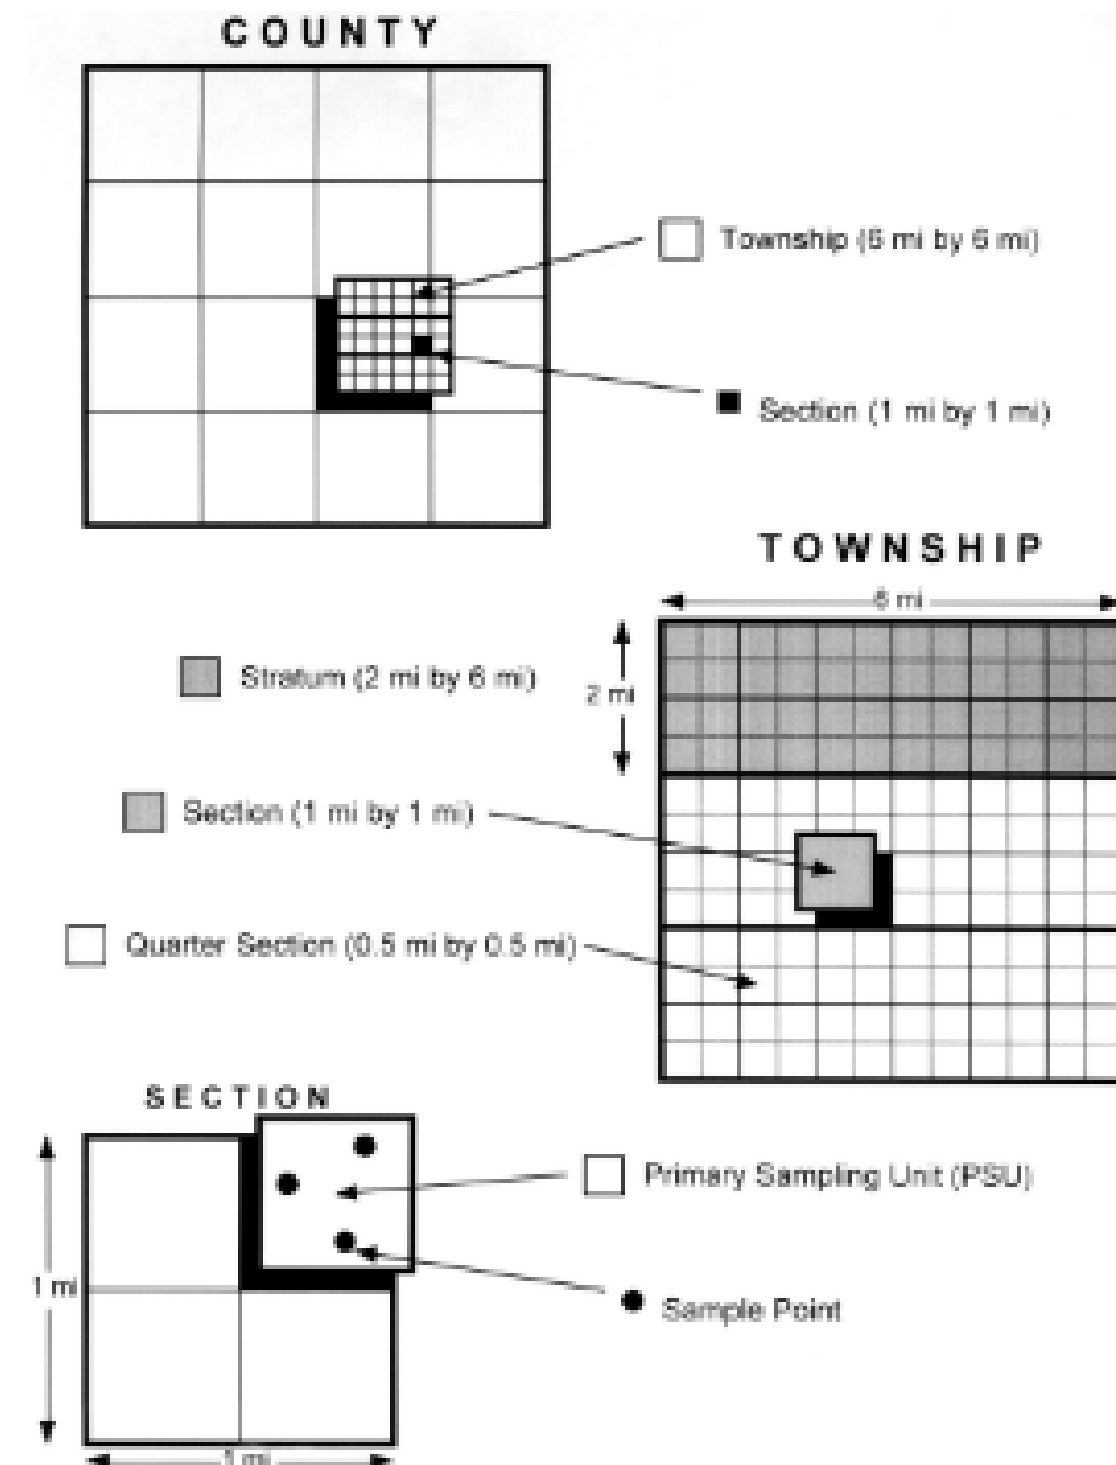 COUNTY
Township (6 mi by 6 mi)
Section (1 mi by 1 mi)
TOWNSHIP
6 mi
Stratum (2 mi by 6 mi)
2 mi
Section (1 mi by 1 mi)
Quarter Section (0.5 mi by 0.5 mi)
SECTION
Primary Sampling Unit (PSU)
1 mi
Sample Point
1 mi